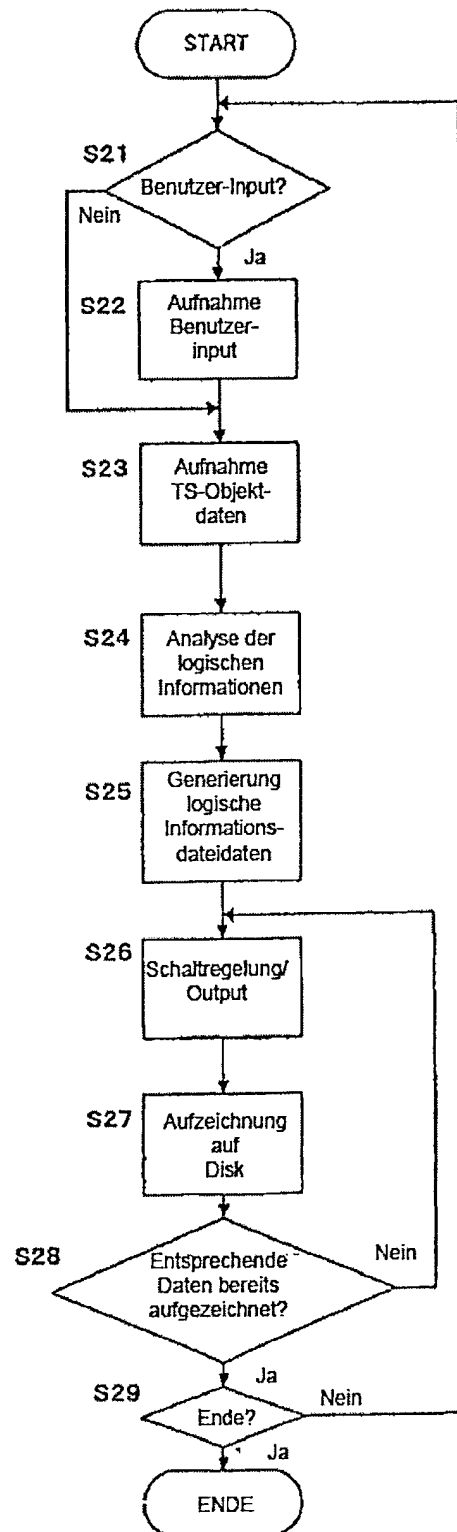 START
S21
Benutzer-Input?
Nein
Ja
S22
Aufnahme
Benutzer-
input
S23
Aufnahme
TS-Objekt-
daten
S24
Analyse der
logischen
Informationen
S25
Generierung
logische
Informations-
dateidaten
S26
Schaltregelung/
Output
S27
Aufzeichnung
auf
Disk
S28
Entsprechende
Daten bereits
aufgezeichnet?
Nein
Ja
S29
Ende?
Nein
Ja
ENDE